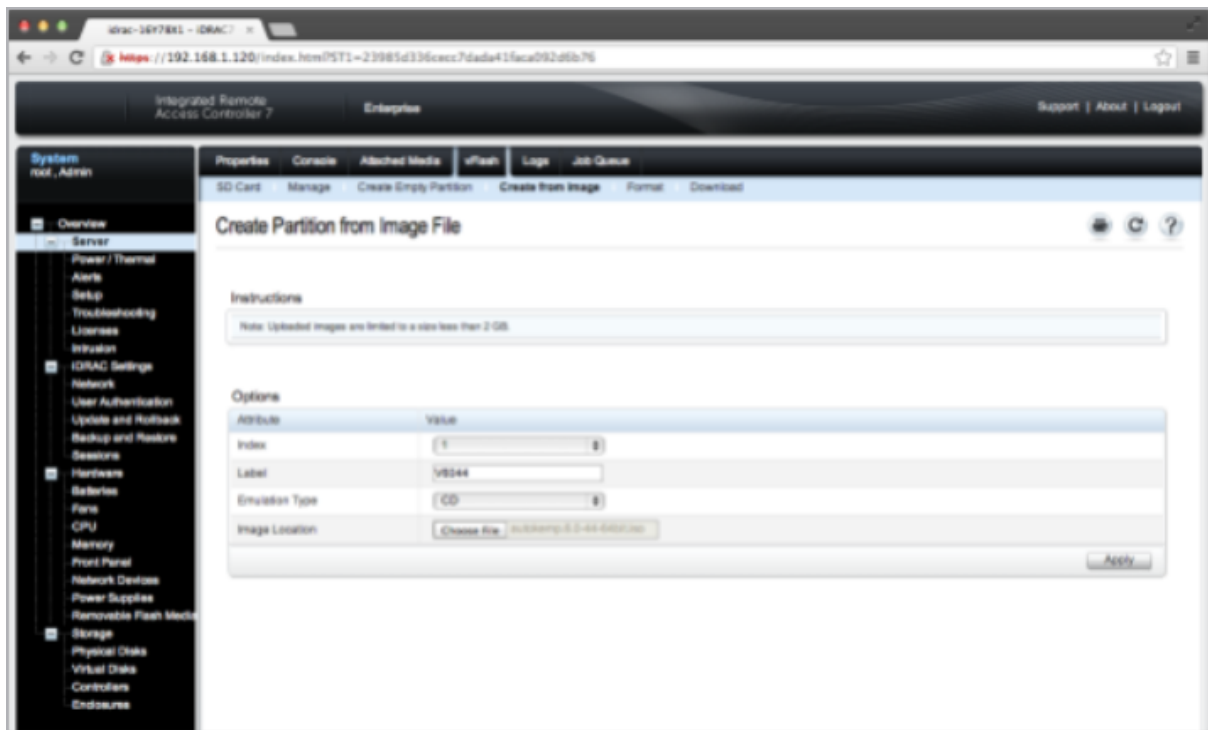 idrac-16Y78X1 - iDRAC7
https://192.168.1.120/index.html?ST1=23985d336cecc7dada41faca092d6b76
Integrated Remote
Access Controller 7
Enterprise
Support | About | Logout
System
root , Admin
Properties Console Attached Media vFlash Logs Job Queue
SD Card Manage Create Empty Partition Create from Image Format Download
Overview
Server
Power / Thermal
Alerts
Setup
Troubleshooting
Licenses
Intrusion
iDRAC Settings
Network
User Authentication
Update and Rollback
Backup and Restore
Sessions
Hardware
Batteries
Fans
CPU
Memory
Front Panel
Network Devices
Power Supplies
Removable Flash Media
Storage
Physical Disks
Virtual Disks
Controllers
Enclosures
Create Partition from Image File
Instructions
Note: Uploaded images are limited to a size less than 2 GB.
Options
Attribute Value
Index 1
Label V6044
Emulation Type CD
Image Location Choose File
Apply